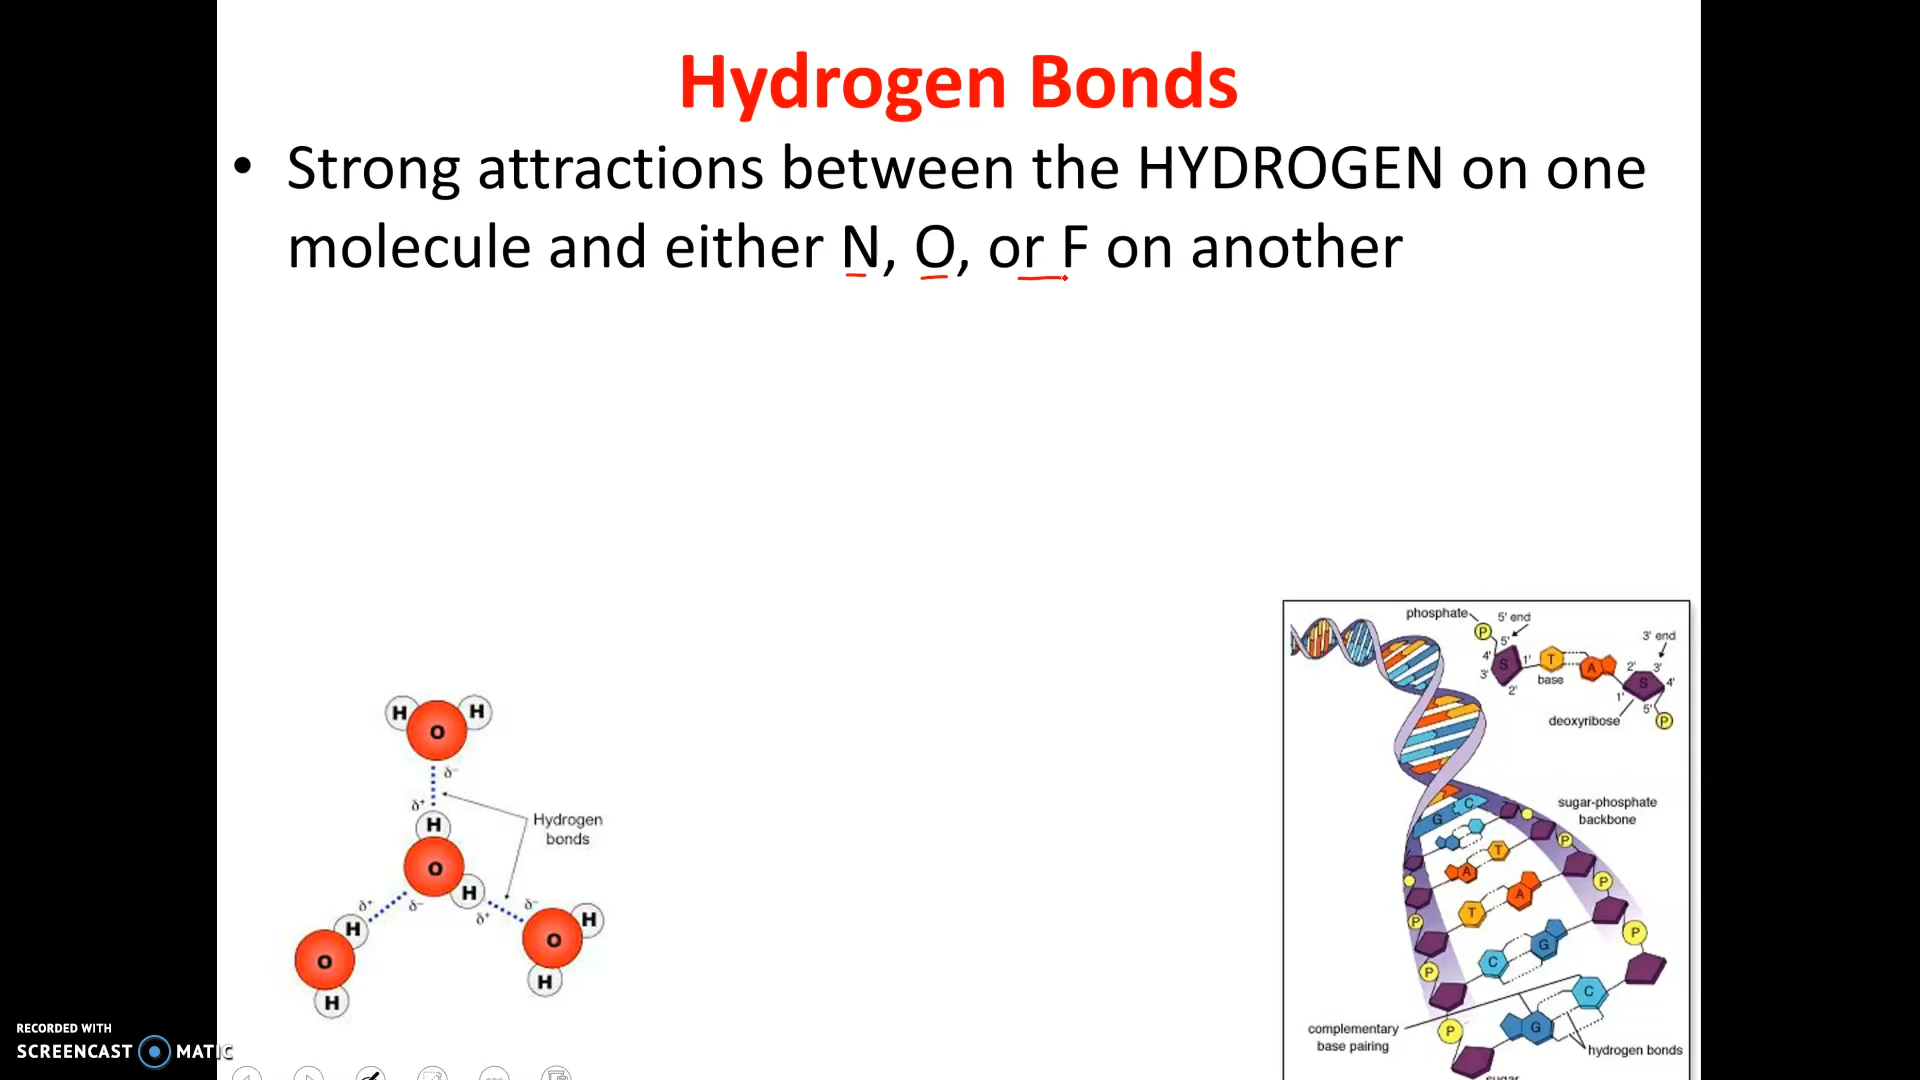 Hydrogen Bonds
• Strong attractions between the HYDROGEN on one
molecule and either N, O, or F on another
H H
O
δ⁻
δ⁺
H
O
H
Hydrogen
bonds
δ⁺
δ⁻
H
O
H
δ⁺
δ⁻
O
H
H
phosphate
5' end
P
5'
4'
3'
S
1'
2'
T
base
A
3' end
2'
3'
S
4'
1'
5'
deoxyribose
P
sugar-phosphate
backbone
C
G
T
A
P
A
T
P
P
G
C
P
P
C
G
P
complementary
base pairing
hydrogen bonds
sugar
RECORDED WITH
SCREENCAST MATIC